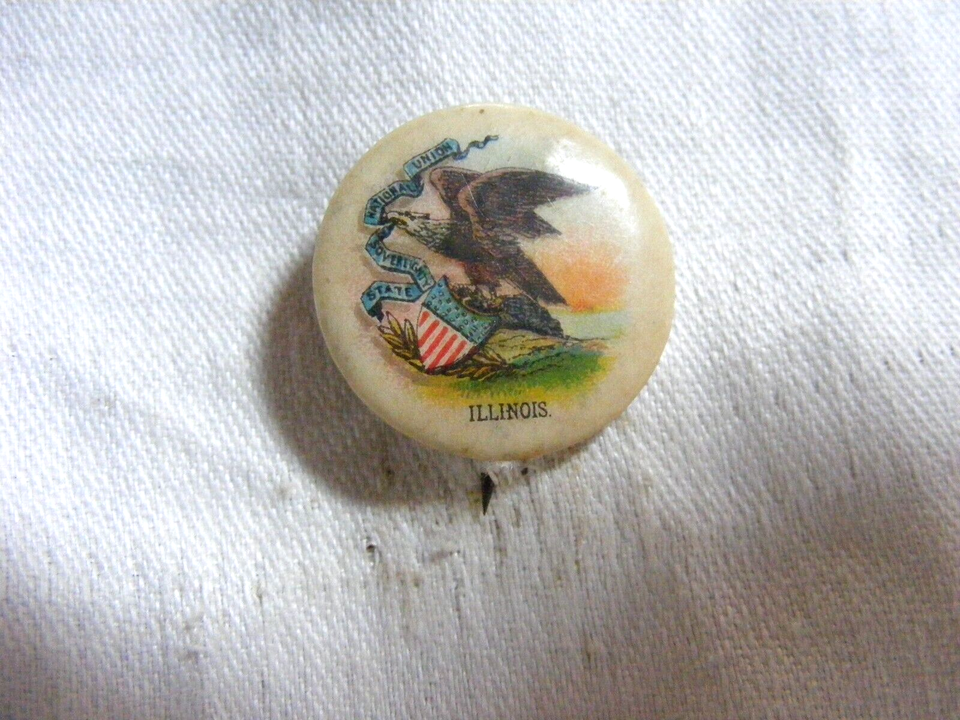 NATIONAL UNION
STATE SOVEREIGNTY
ILLINOIS.